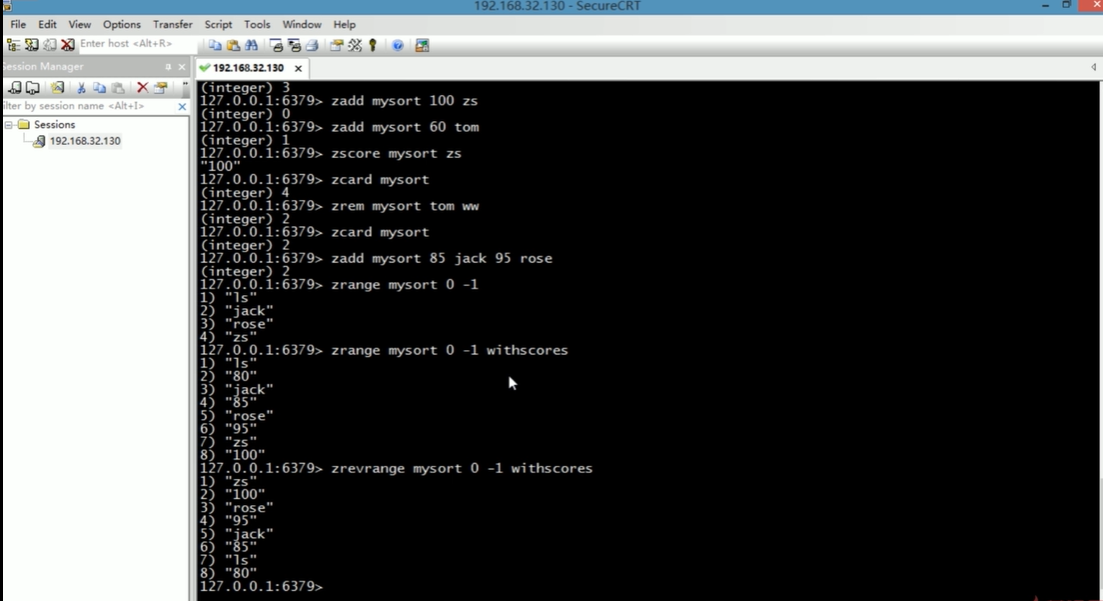 192.168.32.130 - SecureCRT
File Edit View Options Transfer Script Tools Window Help
Enter host <Alt+R>
Session Manager
192.168.32.130
ilter by session name <Alt+I>
Sessions
192.168.32.130
(integer) 3
127.0.0.1:6379> zadd mysort 100 zs
(integer) 0
127.0.0.1:6379> zadd mysort 60 tom
(integer) 1
127.0.0.1:6379> zscore mysort zs
"100"
127.0.0.1:6379> zcard mysort
(integer) 4
127.0.0.1:6379> zrem mysort tom ww
(integer) 2
127.0.0.1:6379> zcard mysort
(integer) 2
127.0.0.1:6379> zadd mysort 85 jack 95 rose
(integer) 2
127.0.0.1:6379> zrange mysort 0 -1
1) "ls"
2) "jack"
3) "rose"
4) "zs"
127.0.0.1:6379> zrange mysort 0 -1 withscores
1) "ls"
2) "80"
3) "jack"
4) "85"
5) "rose"
6) "95"
7) "zs"
8) "100"
127.0.0.1:6379> zrevrange mysort 0 -1 withscores
1) "zs"
2) "100"
3) "rose"
4) "95"
5) "jack"
6) "85"
7) "ls"
8) "80"
127.0.0.1:6379>